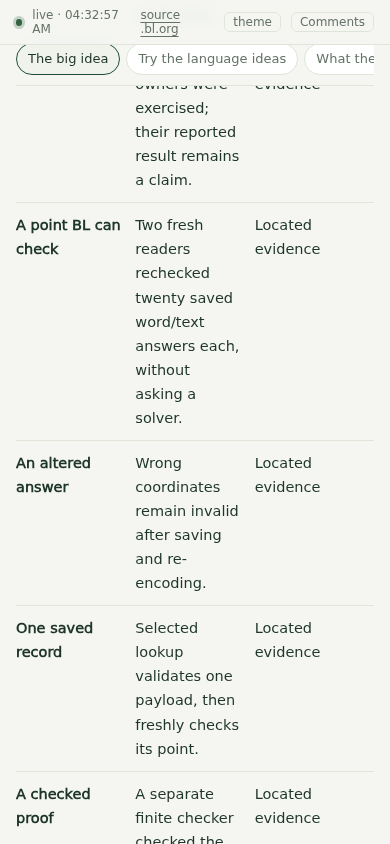 live · 04:32:57 AM
source.bl.org
theme
Comments
The big idea
Try the language ideas
What the
owners were exercised; their reported result remains a claim.
evidence
A point BL can check
Two fresh readers rechecked twenty saved word/text answers each, without asking a solver.
Located evidence
An altered answer
Wrong coordinates remain invalid after saving and re-encoding.
Located evidence
One saved record
Selected lookup validates one payload, then freshly checks its point.
Located evidence
A checked proof
A separate finite checker checked the
Located evidence